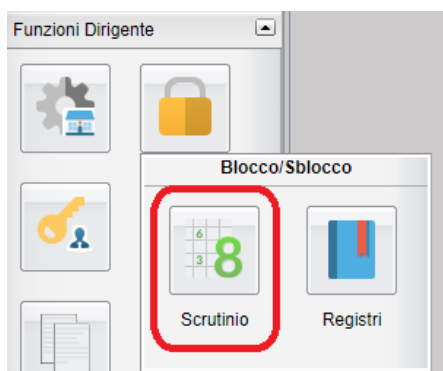 Funzioni Dirigente
Blocco/Sblocco
6
3
8
Scrutinio
Registri